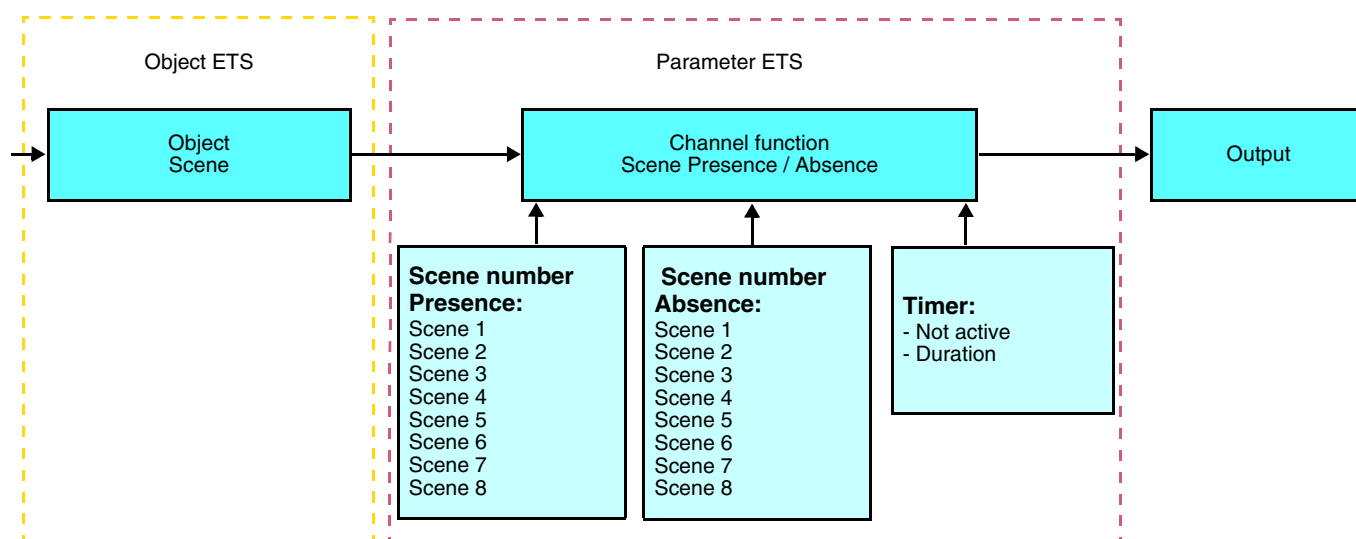 Object ETS
Parameter ETS
Object
Scene
Channel function
Scene Presence / Absence
Output
Scene number
Presence:
Scene 1
Scene 2
Scene 3
Scene 4
Scene 5
Scene 6
Scene 7
Scene 8
Scene number
Absence:
Scene 1
Scene 2
Scene 3
Scene 4
Scene 5
Scene 6
Scene 7
Scene 8
Timer:
- Not active
- Duration